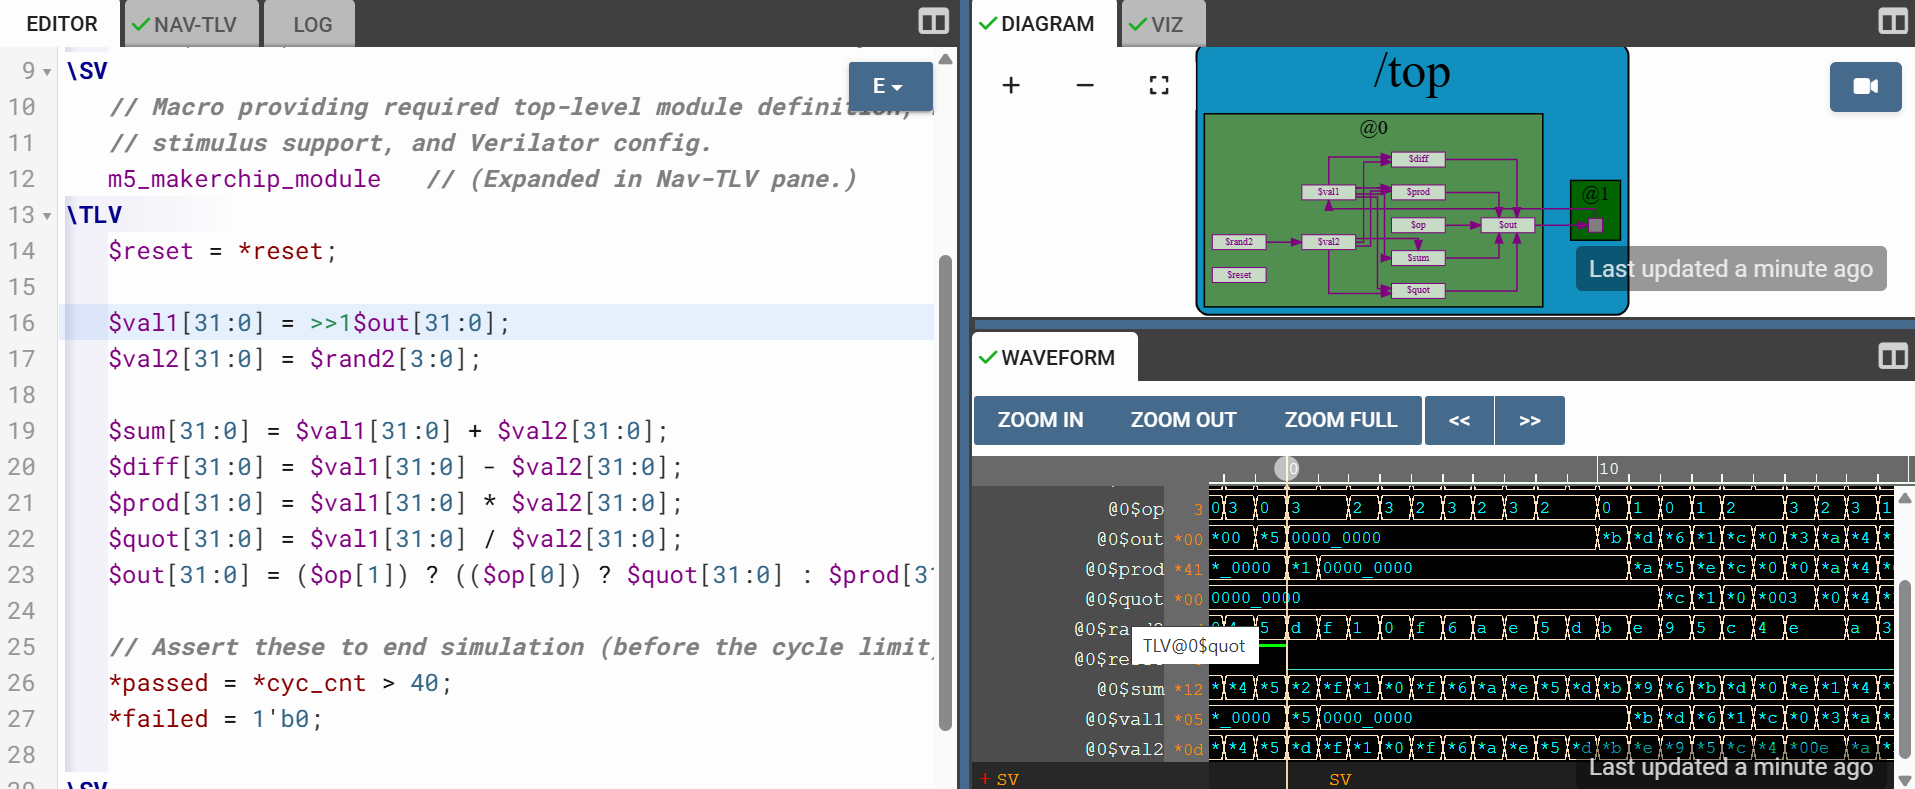 EDITOR
NAV-TLV
LOG
9 \SV
E
10 // Macro providing required top-level module definition,
11 // stimulus support, and Verilator config.
12 m5_makerchip_module // (Expanded in Nav-TLV pane.)
13 \TLV
14 $reset = *reset;
15
16 $val1[31:0] = >>1$out[31:0];
17 $val2[31:0] = $rand2[3:0];
18
19 $sum[31:0] = $val1[31:0] + $val2[31:0];
20 $diff[31:0] = $val1[31:0] - $val2[31:0];
21 $prod[31:0] = $val1[31:0] * $val2[31:0];
22 $quot[31:0] = $val1[31:0] / $val2[31:0];
23 $out[31:0] = ($op[1]) ? (($op[0]) ? $quot[31:0] : $prod[3
24
25 // Assert these to end simulation (before the cycle limit
26 *passed = *cyc_cnt > 40;
27 *failed = 1'b0;
28
DIAGRAM
VIZ
/top
@0
@1
$diff
$val1
$prod
$op
$out
$rand2
$val2
$sum
$reset
$quot
Last updated a minute ago
WAVEFORM
ZOOM IN
ZOOM OUT
ZOOM FULL
<<
>>
0 10
@0$op 3 0 3 0 3 2 3 2 3 2 3 2 0 1 0 1 2 3 2 3 1
@0$out *00 *00 *5 0000_0000 *b *d *6 *1 *c *0 *3 *a *4 *
@0$prod *41 *_0000 *1 0000_0000 *a *5 *e *c *0 *0 *a *4 *
@0$quot *00 0000_0000 *c *1 *0 *003 *0 *4 *
@0$ra 5 d f 1 0 f 6 a e 5 d b e 9 5 c 4 e a 3
TLV@0$quot
@0$re
@0$sum *12 * *4 *5 *2 *f *1 *0 *f *6 *a *e *5 *d *b *9 *6 *b *d *0 *e *1 *4 *
@0$val1 *05 *_0000 *5 0000_0000 *b *d *6 *1 *c *0 *3 *a *
@0$val2 *0d * *4 *5 *d *f *1 *0 *f *6 *a *e *5 *d *b *e *9 *5 *c *4 *00e *a *
Last updated a minute ago
+ SV SV